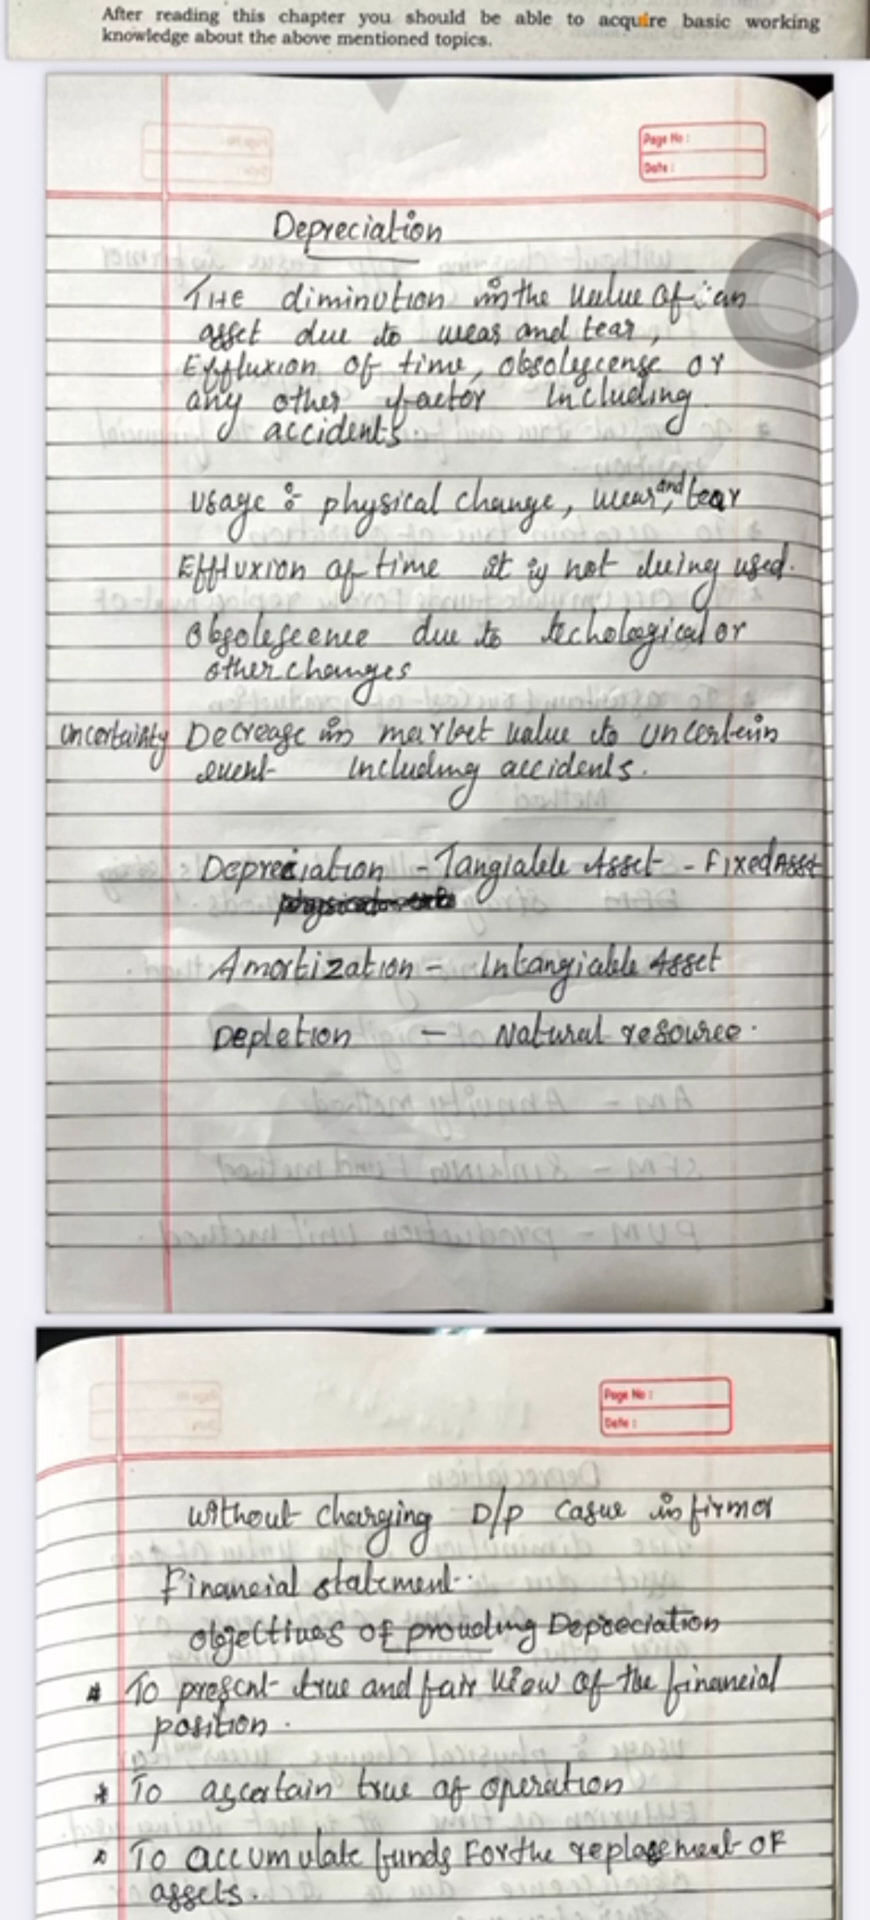 After reading this chapter you should be able to acquire basic working
knowledge about the above mentioned topics.
Page No :
Date :
Depreciation
THe diminution in the value of an
asset due to wear and tear,
Effluxion of time, obsolescense or
any other factor including
accidents.
Usage : physical change, wear and tear
Effluxion of time it is not being used.
Obsolescence due to techological or
other changes
Uncertainty Decrease in market value to uncertain
event including accidents.
Depreciation - Tangiable Asset - Fixed Asset
Amortization - Intangiable Asset
Depletion - Natural resource.
Page No :
Date :
without charging D/p
Financial statement.
objectives of providing Depreciation
* To present true and fair view of the financial
position.
* To ascertain true of operation
* To accumulate funds For the replacement OF
assets.